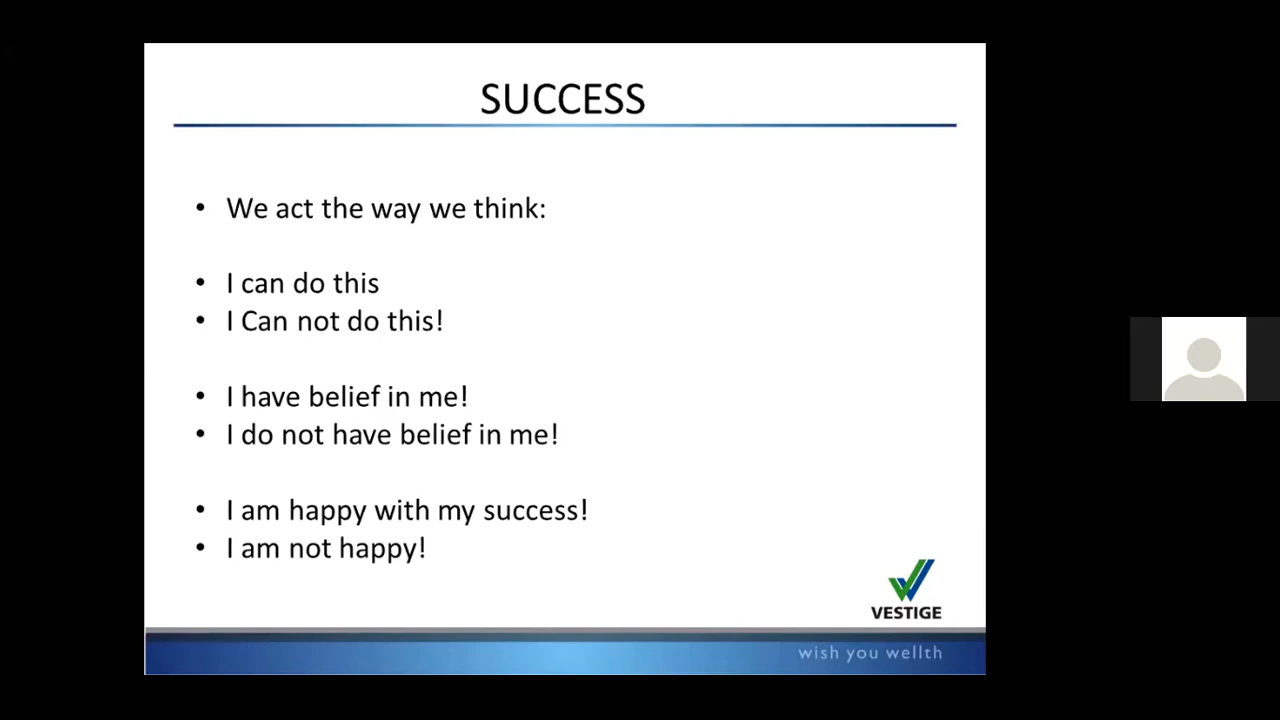 SUCCESS
• We act the way we think:
• I can do this
• I Can not do this!
• I have belief in me!
• I do not have belief in me!
• I am happy with my success!
• I am not happy!
VESTIGE
wish you wellth